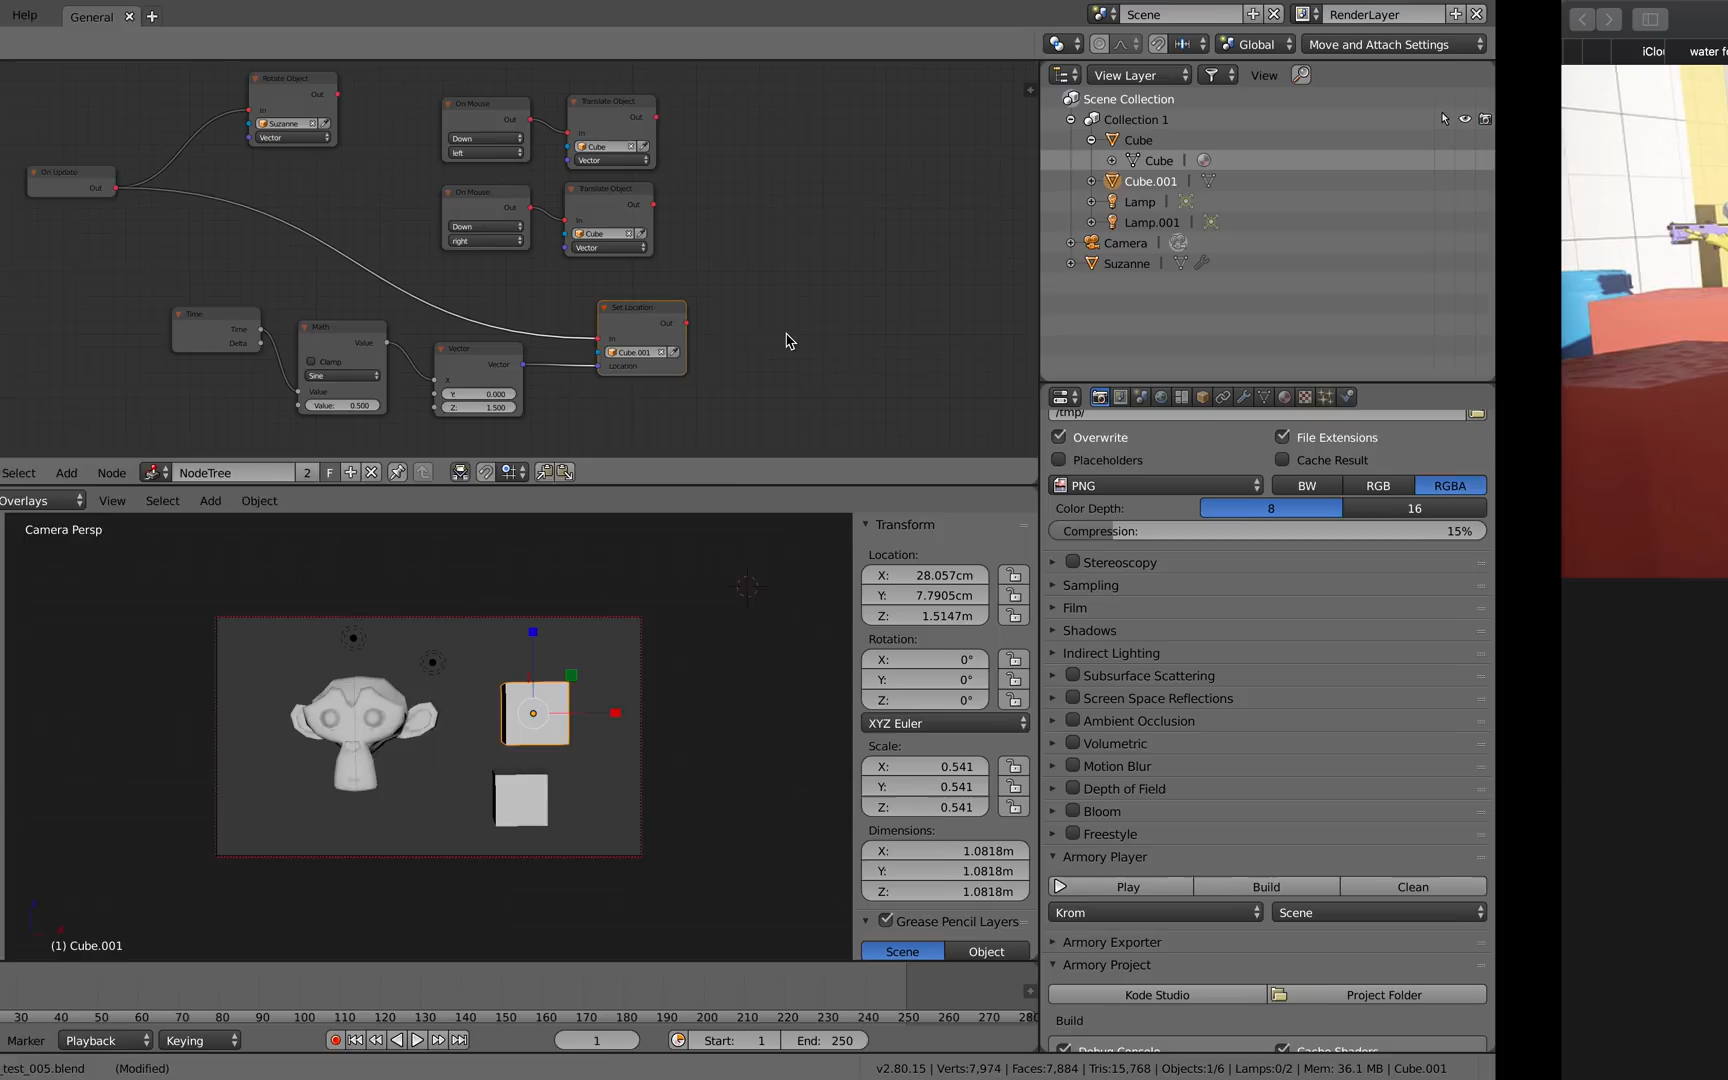 Help
General
Scene
RenderLayer
Global
Move and Attach Settings
iClou
water fo
View Layer
View
Scene Collection
Collection 1
Cube
Cube
Cube.001
Lamp
Lamp.001
Camera
Suzanne
Rotate Object
Out
In
Suzanne
Vector
On Update
Out
On Mouse
Out
Down
left
Translate Object
Out
In
Cube
Vector
On Mouse
Out
Down
right
Translate Object
Out
In
Cube
Vector
Time
Time
Delta
Math
Value
Clamp
Sine
Value
Value: 0.500
Vector
Vector
X
Y: 0.000
Z: 1.500
Set Location
Out
In
Cube.001
Location
Select
Add
Node
NodeTree
2
F
Overlays
View
Select
Add
Object
Camera Persp
(1) Cube.001
Transform
Location:
X: 28.057cm
Y: 7.7905cm
Z: 1.5147m
Rotation:
X: 0°
Y: 0°
Z: 0°
XYZ Euler
Scale:
X: 0.541
Y: 0.541
Z: 0.541
Dimensions:
X: 1.0818m
Y: 1.0818m
Z: 1.0818m
Grease Pencil Layers
Scene
Object
/tmp/
Overwrite
File Extensions
Placeholders
Cache Result
PNG
BW
RGB
RGBA
Color Depth:
8
16
Compression: 15%
Stereoscopy
Sampling
Film
Shadows
Indirect Lighting
Subsurface Scattering
Screen Space Reflections
Ambient Occlusion
Volumetric
Motion Blur
Depth of Field
Bloom
Freestyle
Armory Player
Play
Build
Clean
Krom
Scene
Armory Exporter
Armory Project
Kode Studio
Project Folder
Build
Debug Console
Cache Shaders
30 40 50 60 70 80 90 100 110 120 130 140 150 160 170 180 190 200 210 220 230 240 250 260 270 280
Marker
Playback
Keying
1
Start: 1
End: 250
_test_005.blend
(Modified)
v2.80.15 | Verts:7,974 | Faces:7,884 | Tris:15,768 | Objects:1/6 | Lamps:0/2 | Mem: 36.1 MB | Cube.001